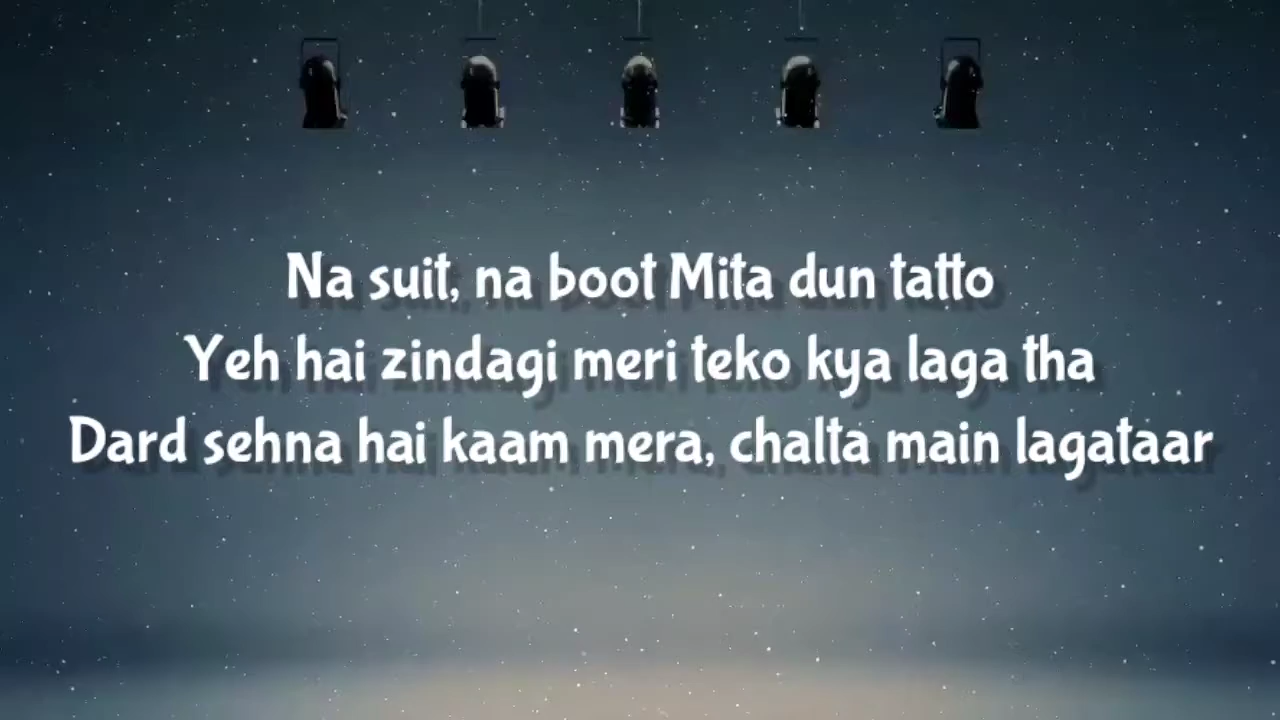 Na suit, na boot Mita dun tatto
Yeh hai zindagi meri teko kya laga tha
Dard sehna hai kaam mera, chalta main lagataar